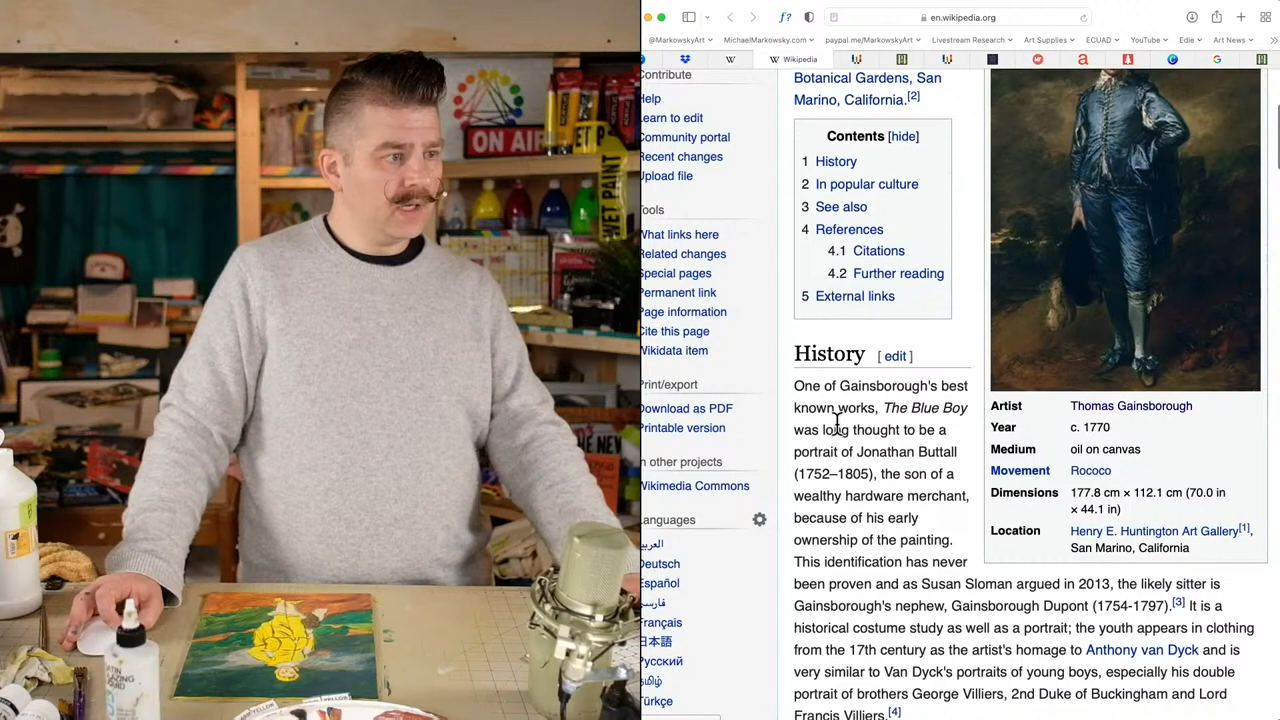 ON AIR
WET PAINT
en.wikipedia.org
@MarkowskyArt
MichaelMarkowsky.com
paypal.me/MarkowskyArt
Livestream Research
Art Supplies
ECUAD
YouTube
Edie
Art News
Wikipedia
Contribute
Help
Learn to edit
Community portal
Recent changes
Upload file
Tools
What links here
Related changes
Special pages
Permanent link
Page information
Cite this page
Wikidata item
Print/export
Download as PDF
Printable version
In other projects
Wikimedia Commons
Languages
العربية
Deutsch
Español
فارسی
Français
日本語
Русский
தமிழ்
Türkçe
Botanical Gardens, San
Marino, California.[2]
Contents [hide]
1 History
2 In popular culture
3 See also
4 References
4.1 Citations
4.2 Further reading
5 External links
History [ edit ]
One of Gainsborough's best
known works, The Blue Boy
was long thought to be a
portrait of Jonathan Buttall
(1752–1805), the son of a
wealthy hardware merchant,
because of his early
ownership of the painting.
This identification has never
been proven and as Susan Sloman argued in 2013, the likely sitter is
Gainsborough's nephew, Gainsborough Dupont (1754-1797).[3] It is a
historical costume study as well as a portrait; the youth appears in clothing
from the 17th century as the artist's homage to Anthony van Dyck and is
very similar to Van Dyck's portraits of young boys, especially his double
portrait of brothers George Villiers, 2nd Duke of Buckingham and Lord
Francis Villiers.[4]
Artist Thomas Gainsborough
Year c. 1770
Medium oil on canvas
Movement Rococo
Dimensions 177.8 cm × 112.1 cm (70.0 in
× 44.1 in)
Location Henry E. Huntington Art Gallery[1],
San Marino, California